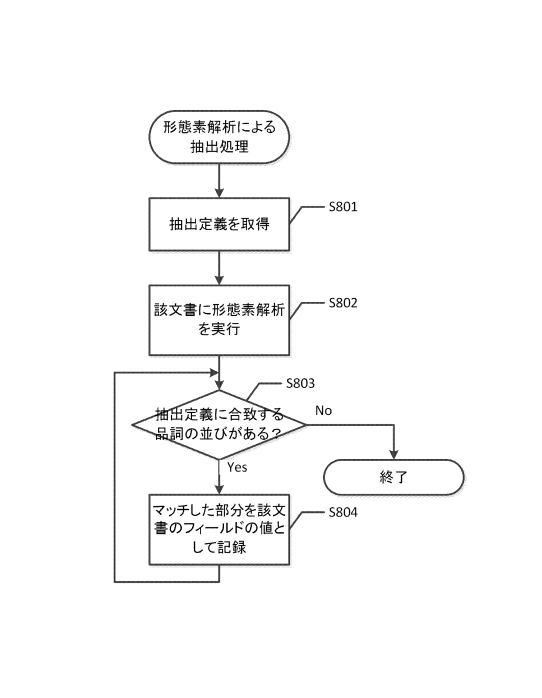 形態素解析による
抽出処理
抽出定義を取得
S801
該文書に形態素解析
を実行
S802
S803
抽出定義に合致する
品詞の並びがある？
No
Yes
終了
マッチした部分を該文
書のフィールドの値と
して記録
S804